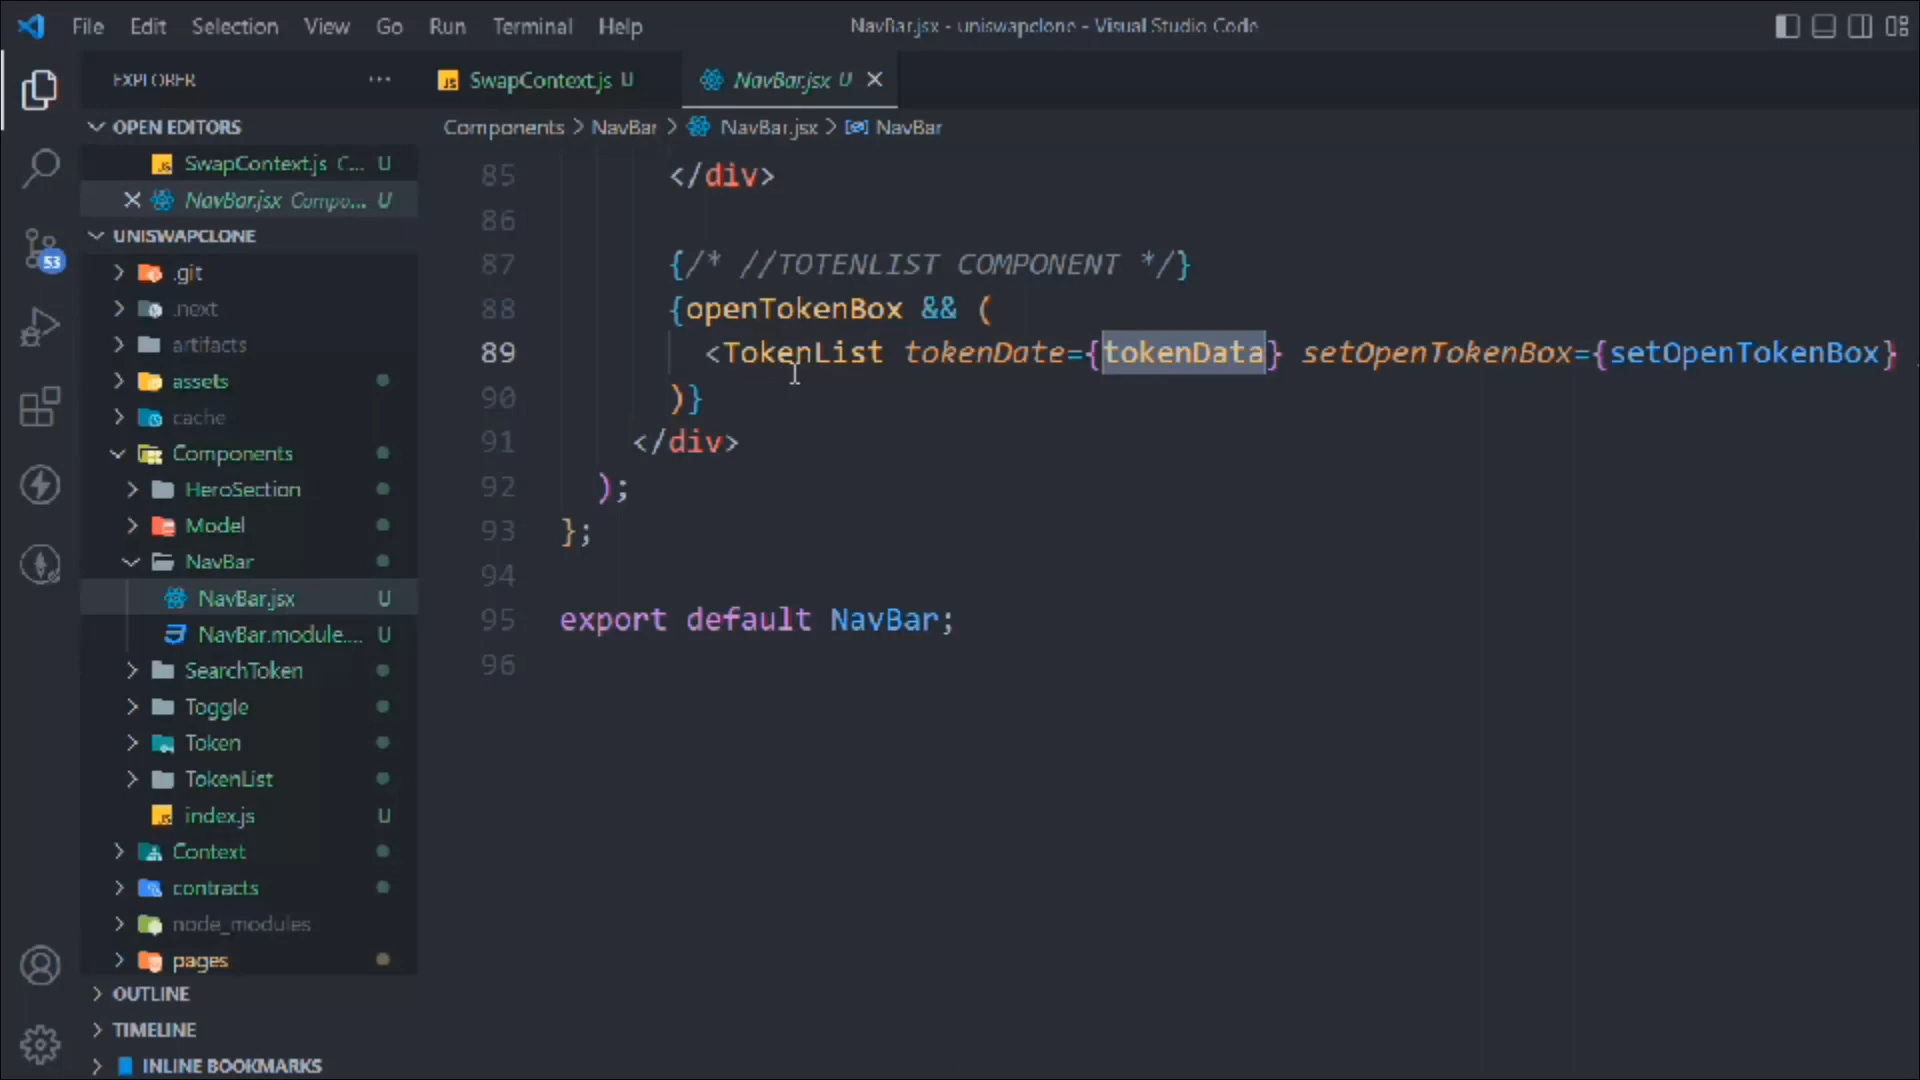 File Edit Selection View Go Run Terminal Help
NavBar.jsx - uniswapclone - Visual Studio Code
EXPLORER ...
SwapContext.js U
NavBar.jsx U
OPEN EDITORS
SwapContext.js C... U
NavBar.jsx Compo... U
UNISWAPCLONE
.git
.next
artifacts
assets
cache
Components
HeroSection
Model
NavBar
NavBar.jsx U
NavBar.module.... U
SearchToken
Toggle
Token
TokenList
index.js U
Context
contracts
node_modules
pages
OUTLINE
TIMELINE
INLINE BOOKMARKS
53
Components > NavBar > NavBar.jsx > NavBar
85 </div>
86
87 {/* //TOTENLIST COMPONENT */}
88 {openTokenBox && (
89 <TokenList tokenDate={tokenData} setOpenTokenBox={setOpenTokenBox}
90 )}
91 </div>
92 );
93 };
94
95 export default NavBar;
96